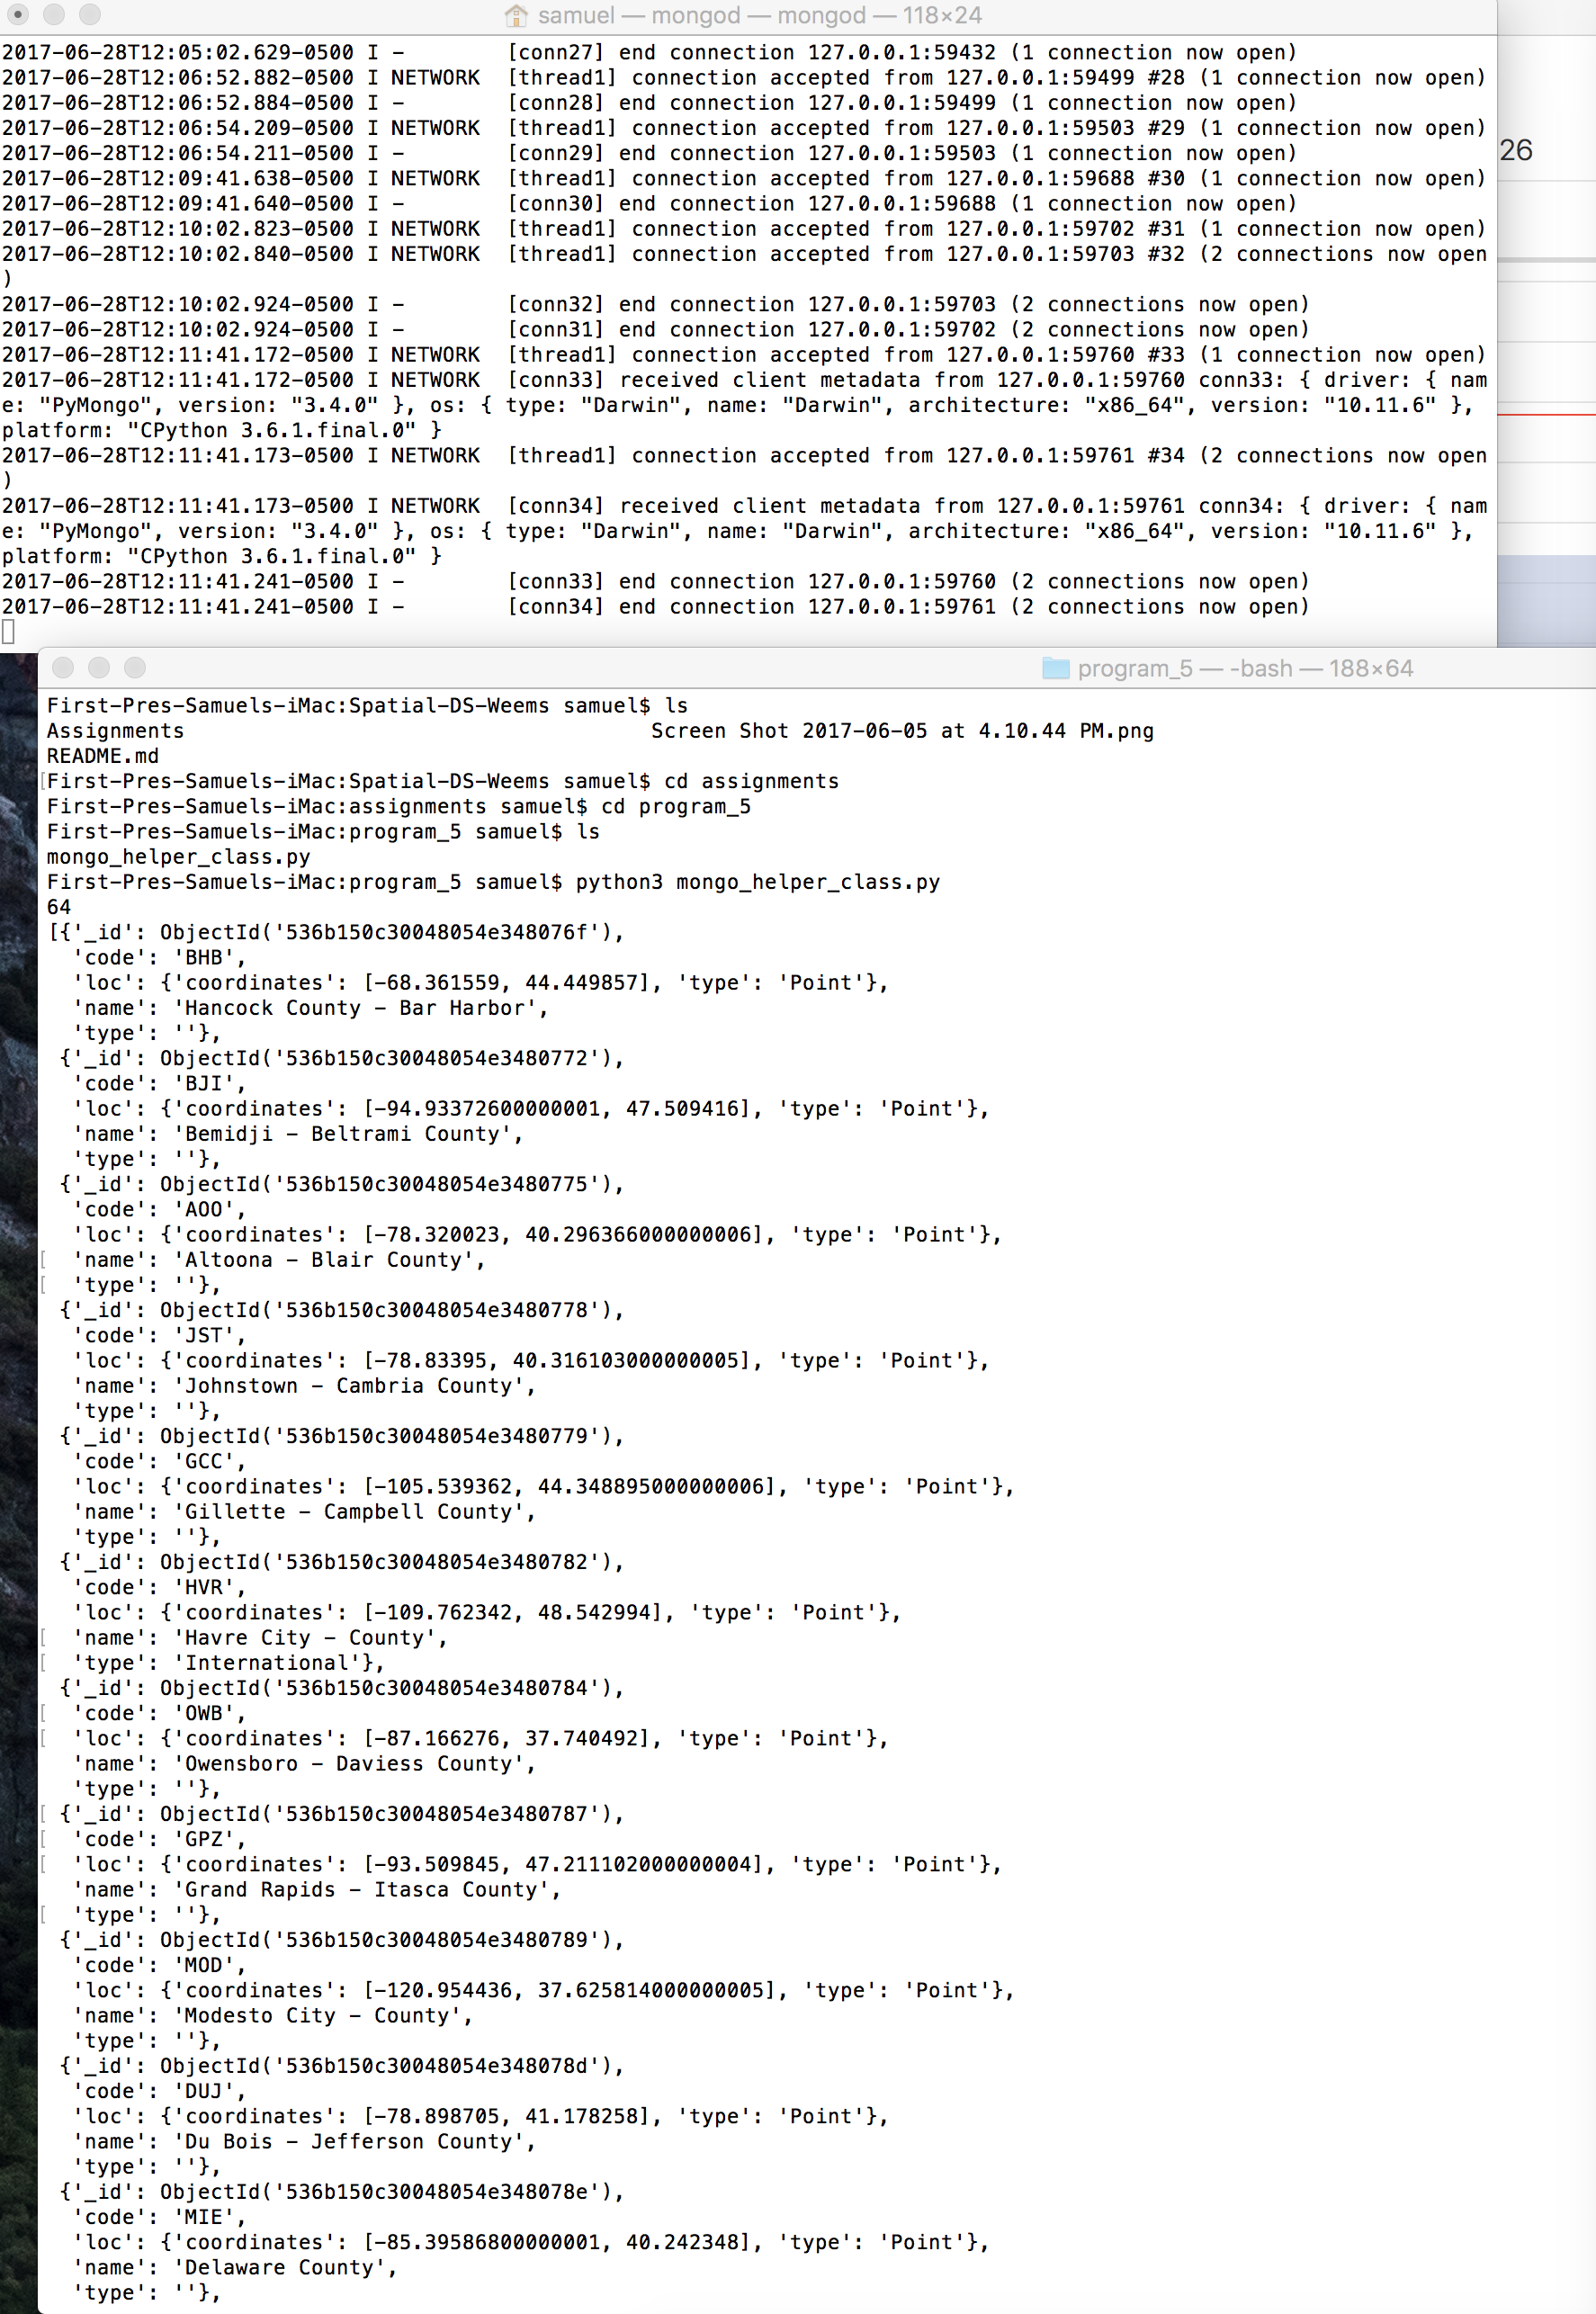 samuel — mongod — mongod — 118×24
2017-06-28T12:05:02.629-0500 I -        [conn27] end connection 127.0.0.1:59432 (1 connection now open)
2017-06-28T12:06:52.882-0500 I NETWORK  [thread1] connection accepted from 127.0.0.1:59499 #28 (1 connection now open)
2017-06-28T12:06:52.884-0500 I -        [conn28] end connection 127.0.0.1:59499 (1 connection now open)
2017-06-28T12:06:54.209-0500 I NETWORK  [thread1] connection accepted from 127.0.0.1:59503 #29 (1 connection now open)
2017-06-28T12:06:54.211-0500 I -        [conn29] end connection 127.0.0.1:59503 (1 connection now open)
26
2017-06-28T12:09:41.638-0500 I NETWORK  [thread1] connection accepted from 127.0.0.1:59688 #30 (1 connection now open)
2017-06-28T12:09:41.640-0500 I -        [conn30] end connection 127.0.0.1:59688 (1 connection now open)
2017-06-28T12:10:02.823-0500 I NETWORK  [thread1] connection accepted from 127.0.0.1:59702 #31 (1 connection now open)
2017-06-28T12:10:02.840-0500 I NETWORK  [thread1] connection accepted from 127.0.0.1:59703 #32 (2 connections now open
)
2017-06-28T12:10:02.924-0500 I -        [conn32] end connection 127.0.0.1:59703 (2 connections now open)
2017-06-28T12:10:02.924-0500 I -        [conn31] end connection 127.0.0.1:59702 (2 connections now open)
2017-06-28T12:11:41.172-0500 I NETWORK  [thread1] connection accepted from 127.0.0.1:59760 #33 (1 connection now open)
2017-06-28T12:11:41.172-0500 I NETWORK  [conn33] received client metadata from 127.0.0.1:59760 conn33: { driver: { nam
e: "PyMongo", version: "3.4.0" }, os: { type: "Darwin", name: "Darwin", architecture: "x86_64", version: "10.11.6" },
platform: "CPython 3.6.1.final.0" }
2017-06-28T12:11:41.173-0500 I NETWORK  [thread1] connection accepted from 127.0.0.1:59761 #34 (2 connections now open
)
2017-06-28T12:11:41.173-0500 I NETWORK  [conn34] received client metadata from 127.0.0.1:59761 conn34: { driver: { nam
e: "PyMongo", version: "3.4.0" }, os: { type: "Darwin", name: "Darwin", architecture: "x86_64", version: "10.11.6" },
platform: "CPython 3.6.1.final.0" }
2017-06-28T12:11:41.241-0500 I -        [conn33] end connection 127.0.0.1:59760 (2 connections now open)
2017-06-28T12:11:41.241-0500 I -        [conn34] end connection 127.0.0.1:59761 (2 connections now open)
program_5 — -bash — 188×64
First-Pres-Samuels-iMac:Spatial-DS-Weems samuel$ ls
Assignments                                     Screen Shot 2017-06-05 at 4.10.44 PM.png
README.md
[First-Pres-Samuels-iMac:Spatial-DS-Weems samuel$ cd assignments
First-Pres-Samuels-iMac:assignments samuel$ cd program_5
First-Pres-Samuels-iMac:program_5 samuel$ ls
mongo_helper_class.py
First-Pres-Samuels-iMac:program_5 samuel$ python3 mongo_helper_class.py
64
[{'_id': ObjectId('536b150c30048054e348076f'),
  'code': 'BHB',
  'loc': {'coordinates': [-68.361559, 44.449857], 'type': 'Point'},
  'name': 'Hancock County - Bar Harbor',
  'type': ''},
 {'_id': ObjectId('536b150c30048054e3480772'),
  'code': 'BJI',
  'loc': {'coordinates': [-94.93372600000001, 47.509416], 'type': 'Point'},
  'name': 'Bemidji - Beltrami County',
  'type': ''},
 {'_id': ObjectId('536b150c30048054e3480775'),
  'code': 'AOO',
  'loc': {'coordinates': [-78.320023, 40.296366000000006], 'type': 'Point'},
[  'name': 'Altoona - Blair County',
[  'type': ''},
 {'_id': ObjectId('536b150c30048054e3480778'),
  'code': 'JST',
  'loc': {'coordinates': [-78.83395, 40.316103000000005], 'type': 'Point'},
  'name': 'Johnstown - Cambria County',
  'type': ''},
 {'_id': ObjectId('536b150c30048054e3480779'),
  'code': 'GCC',
  'loc': {'coordinates': [-105.539362, 44.348895000000006], 'type': 'Point'},
  'name': 'Gillette - Campbell County',
  'type': ''},
 {'_id': ObjectId('536b150c30048054e3480782'),
  'code': 'HVR',
  'loc': {'coordinates': [-109.762342, 48.542994], 'type': 'Point'},
[  'name': 'Havre City - County',
[  'type': 'International'},
 {'_id': ObjectId('536b150c30048054e3480784'),
[  'code': 'OWB',
[  'loc': {'coordinates': [-87.166276, 37.740492], 'type': 'Point'},
  'name': 'Owensboro - Daviess County',
  'type': ''},
[ {'_id': ObjectId('536b150c30048054e3480787'),
[  'code': 'GPZ',
[  'loc': {'coordinates': [-93.509845, 47.211102000000004], 'type': 'Point'},
  'name': 'Grand Rapids - Itasca County',
[  'type': ''},
 {'_id': ObjectId('536b150c30048054e3480789'),
  'code': 'MOD',
  'loc': {'coordinates': [-120.954436, 37.625814000000005], 'type': 'Point'},
  'name': 'Modesto City - County',
  'type': ''},
 {'_id': ObjectId('536b150c30048054e348078d'),
  'code': 'DUJ',
  'loc': {'coordinates': [-78.898705, 41.178258], 'type': 'Point'},
  'name': 'Du Bois - Jefferson County',
  'type': ''},
 {'_id': ObjectId('536b150c30048054e348078e'),
  'code': 'MIE',
  'loc': {'coordinates': [-85.39586800000001, 40.242348], 'type': 'Point'},
  'name': 'Delaware County',
  'type': ''},